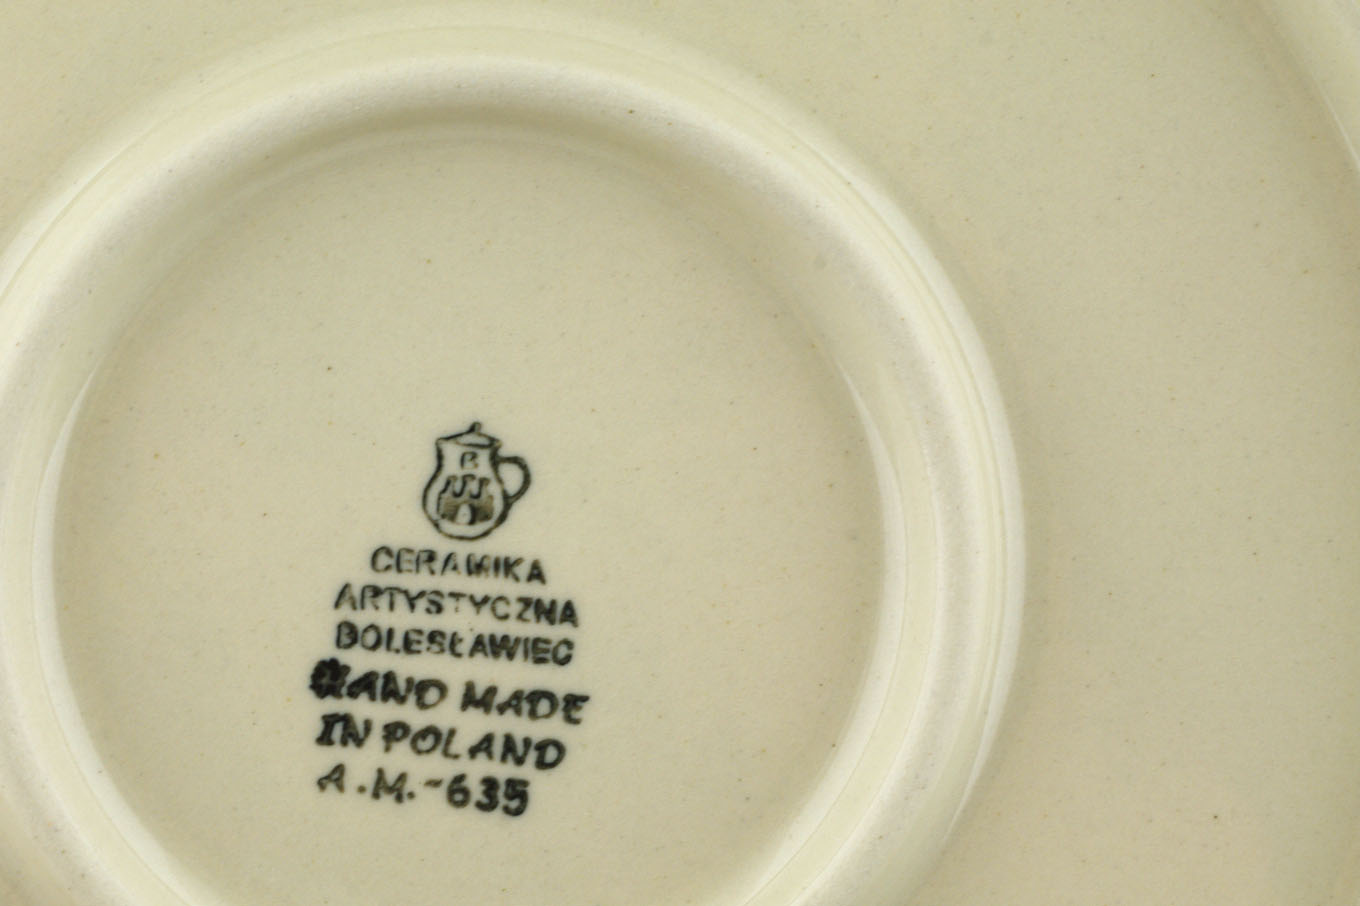 B
CERAMIKA
ARTYSTYCZNA
BOLESŁAWIEC
HAND MADE
IN POLAND
A.M.-635